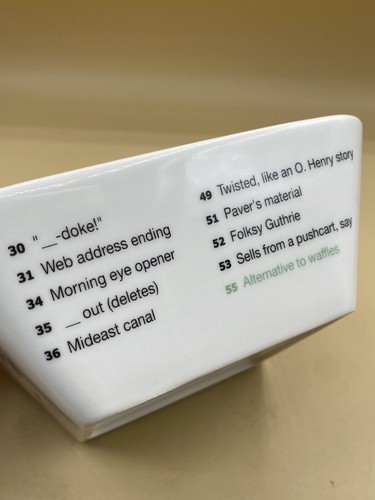 30 "__-doke!"
31 Web address ending
34 Morning eye opener
35 __ out (deletes)
36 Mideast canal
49 Twisted, like an O. Henry story
51 Paver's material
52 Folksy Guthrie
53 Sells from a pushcart, say
55 Alternative to waffles